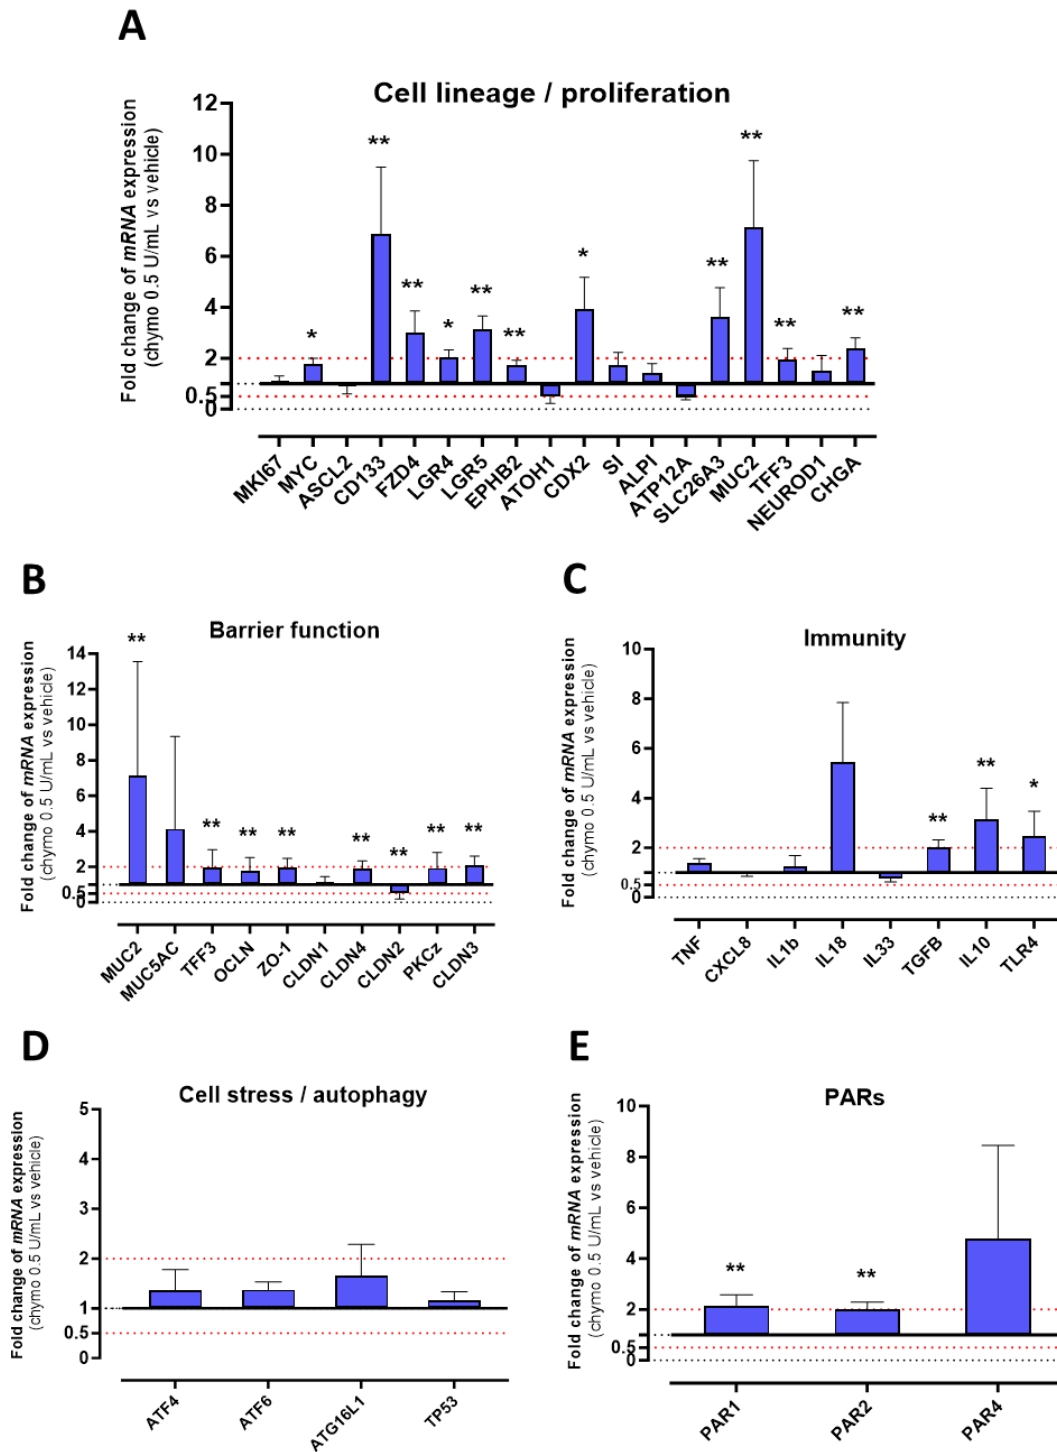 A
Cell lineage / proliferation
Fold change of mRNA expression
(chymo 0.5 U/mL vs vehicle)
12
10
8
6
4
2
0.5
0
**
*
**
**
*
**
**
*
**
**
**
**
MKI67
MYC
ASCL2
CD133
FZD4
LGR4
LGR5
EPHB2
ATOH1
CDX2
SI
ALPI
ATP12A
SLC26A3
MUC2
TFF3
NEUROD1
CHGA
B
Barrier function
Fold change of mRNA expression
(chymo 0.5 U/mL vs vehicle)
14
12
10
8
6
4
2
0.5
0
**
**
**
**
**
**
**
**
MUC2
MUC5AC
TFF3
OCLN
ZO-1
CLDN1
CLDN4
CLDN2
PKCz
CLDN3
C
Immunity
Fold change of mRNA expression
(chymo 0.5 U/mL vs vehicle)
10
8
6
4
2
0.5
0
**
**
*
TNF
CXCL8
IL1b
IL18
IL33
TGFB
IL10
TLR4
D
Cell stress / autophagy
Fold change of mRNA expression
(chymo 0.5 U/mL vs vehicle)
5
4
3
2
1
0.5
0
ATF4
ATF6
ATG16L1
TP53
E
PARs
Fold change of mRNA expression
(chymo 0.5 U/mL vs vehicle)
10
8
6
4
2
0.5
0
**
**
PAR1
PAR2
PAR4